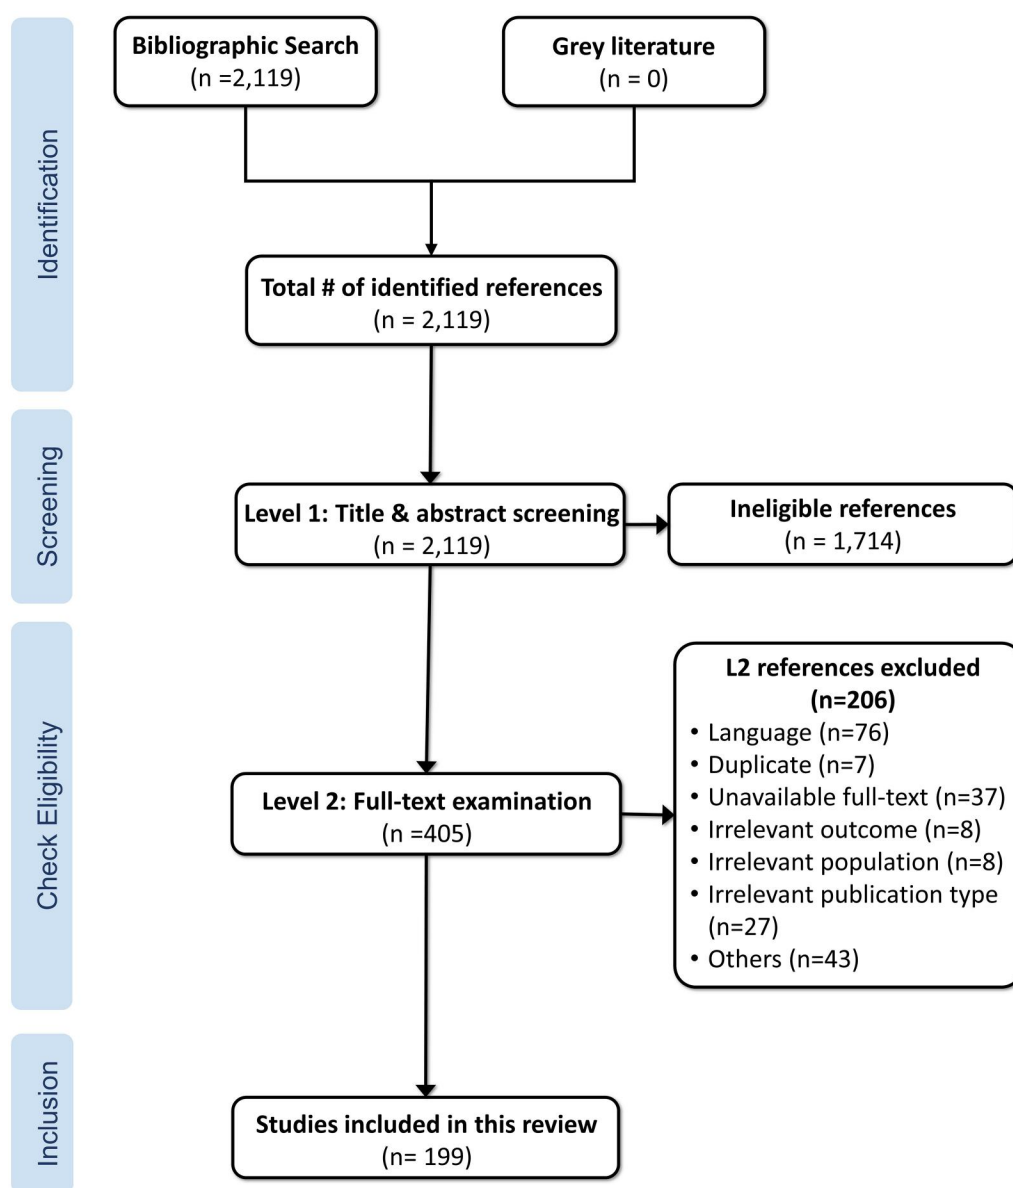 Identification
Bibliographic Search
(n =2,119)
Grey literature
(n = 0)
Total # of identified references
(n = 2,119)
Screening
Level 1: Title & abstract screening
(n = 2,119)
Ineligible references
(n = 1,714)
Check Eligibility
Level 2: Full-text examination
(n =405)
L2 references excluded
(n=206)
• Language (n=76)
• Duplicate (n=7)
• Unavailable full-text (n=37)
• Irrelevant outcome (n=8)
• Irrelevant population (n=8)
• Irrelevant publication type
(n=27)
• Others (n=43)
Inclusion
Studies included in this review
(n= 199)